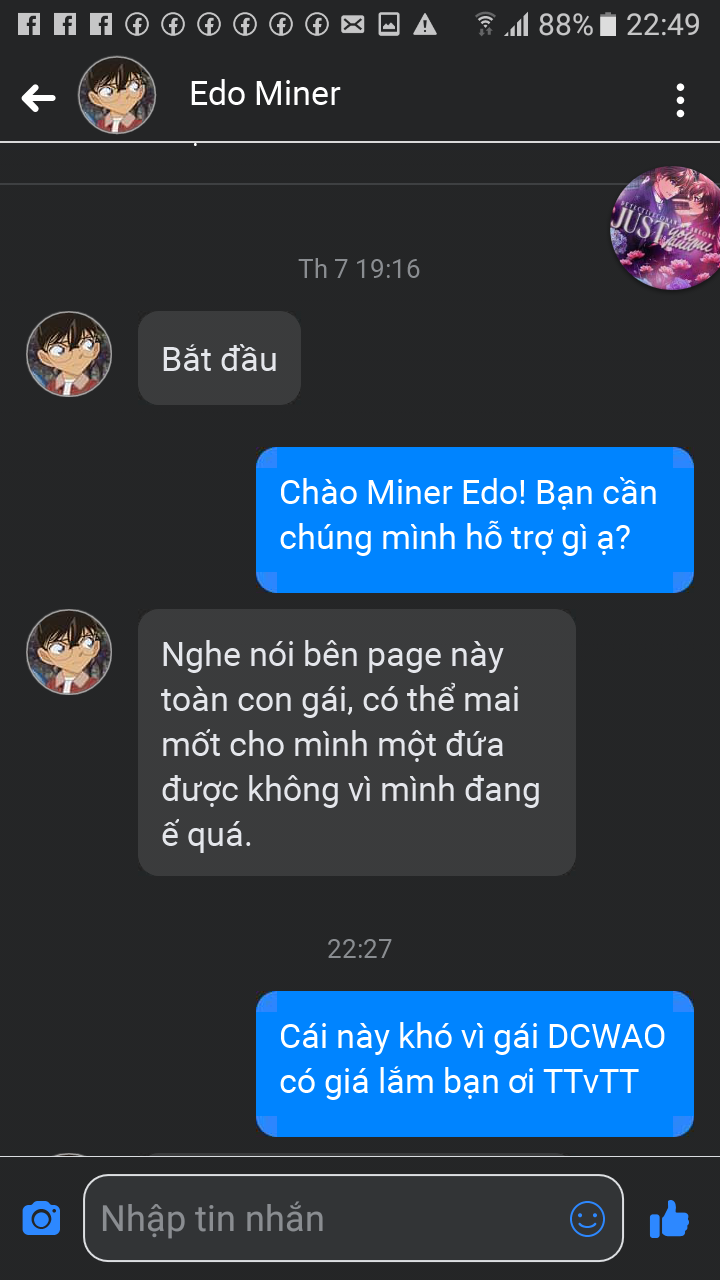 88% 22:49
Edo Miner
JUST
Th 7 19:16
Bắt đầu
Chào Miner Edo! Bạn cần
chúng mình hỗ trợ gì ạ?
Nghe nói bên page này
toàn con gái, có thể mai
mốt cho mình một đứa
được không vì mình đang
ế quá.
22:27
Cái này khó vì gái DCWAO
có giá lắm bạn ơi TTvTT
Nhập tin nhắn